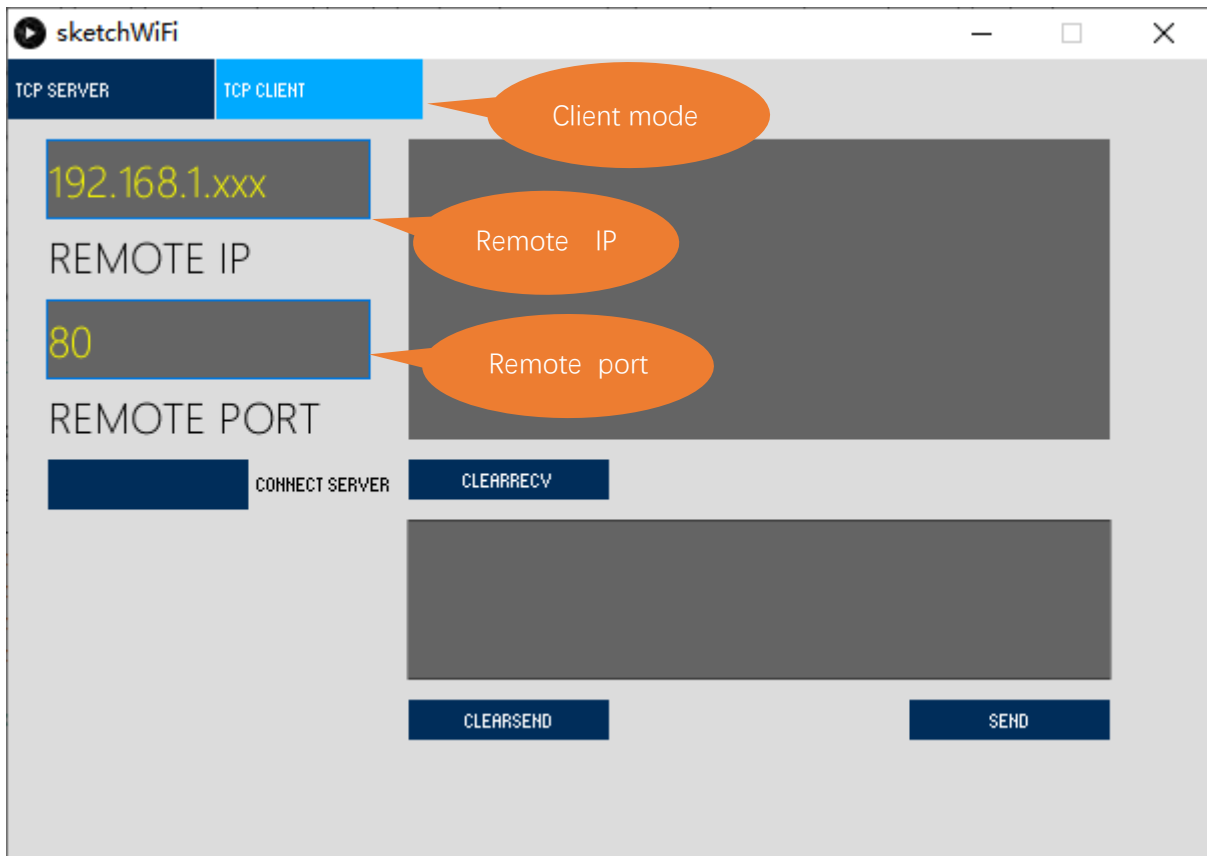 sketchWiFi
TCP SERVER
TCP CLIENT
Client mode
192.168.1.xxx
REMOTE IP
Remote IP
80
Remote port
REMOTE PORT
CONNECT SERVER
CLEARRECV
CLEARSEND
SEND